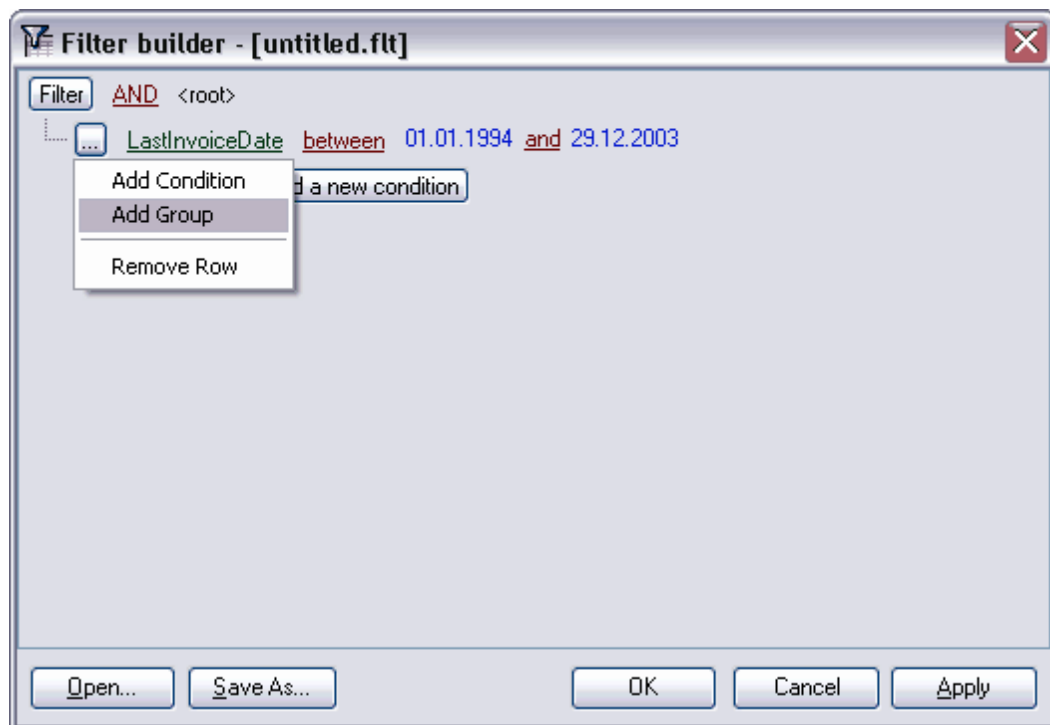 Filter builder - [untitled.flt]
Filter AND <root>
... LastInvoiceDate between 01.01.1994 and 29.12.2003
Add Condition
a new condition
Add Group
Remove Row
Open... Save As... OK Cancel Apply